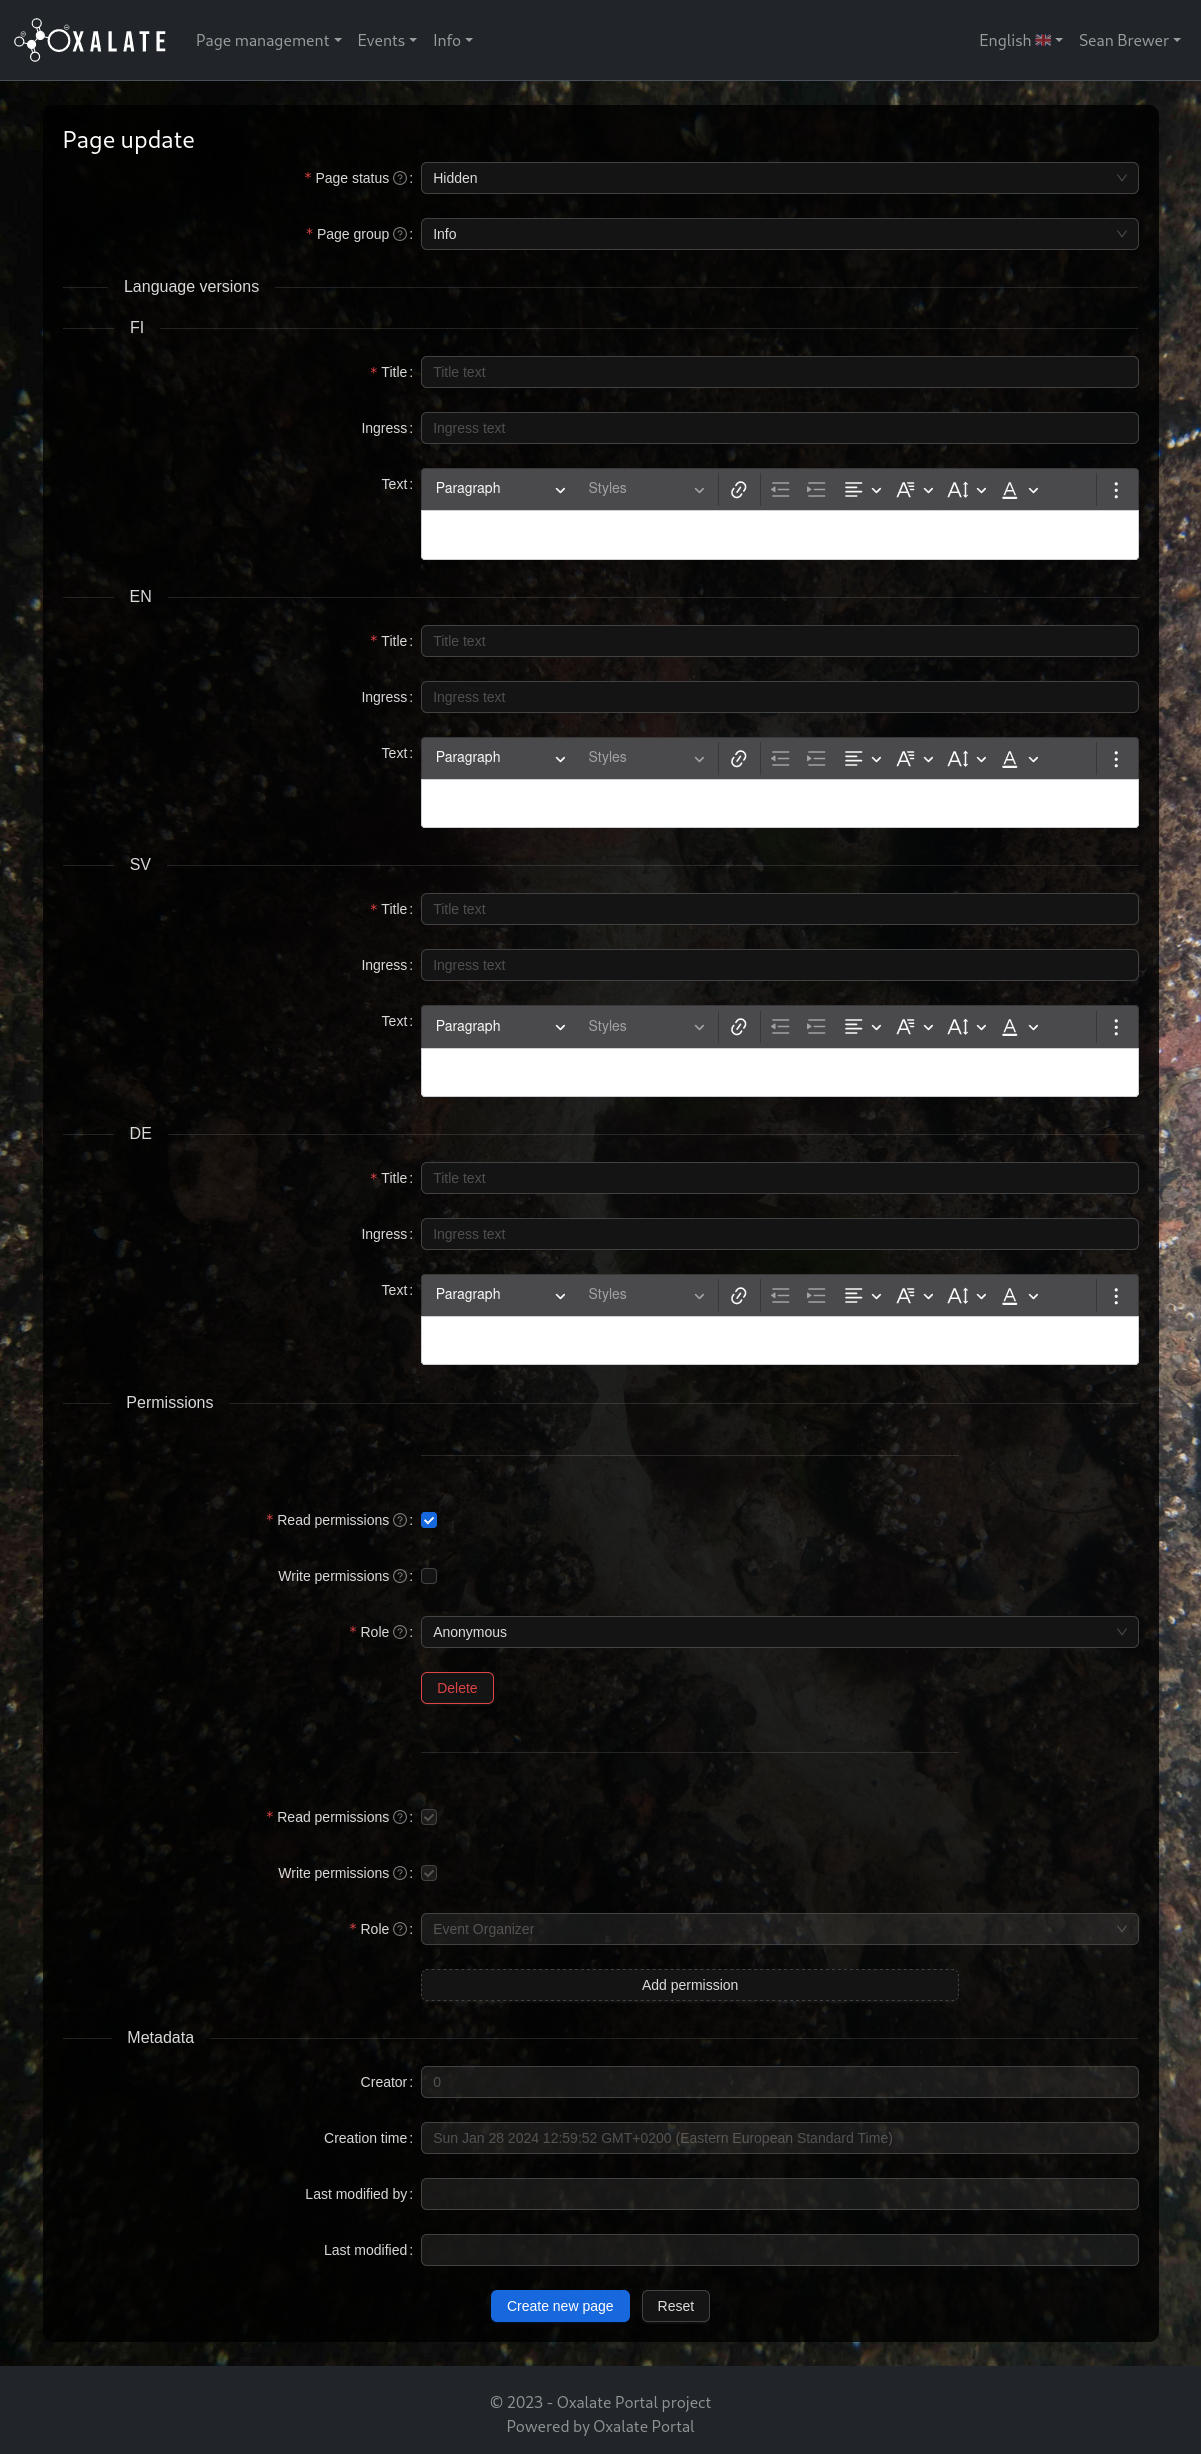 OXALATE Page management Events Info English Sean Brewer
Page update
* Page status : Hidden
* Page group : Info
Language versions
FI
* Title : Title text
Ingress : Ingress text
Text : Paragraph Styles
EN
* Title : Title text
Ingress : Ingress text
Text : Paragraph Styles
SV
* Title : Title text
Ingress : Ingress text
Text : Paragraph Styles
DE
* Title : Title text
Ingress : Ingress text
Text : Paragraph Styles
Permissions
* Read permissions :
Write permissions :
* Role : Anonymous
Delete
* Read permissions :
Write permissions :
* Role : Event Organizer
Add permission
Metadata
Creator : 0
Creation time : Sun Jan 28 2024 12:59:52 GMT+0200 (Eastern European Standard Time)
Last modified by :
Last modified :
Create new page Reset
© 2023 - Oxalate Portal project
Powered by Oxalate Portal